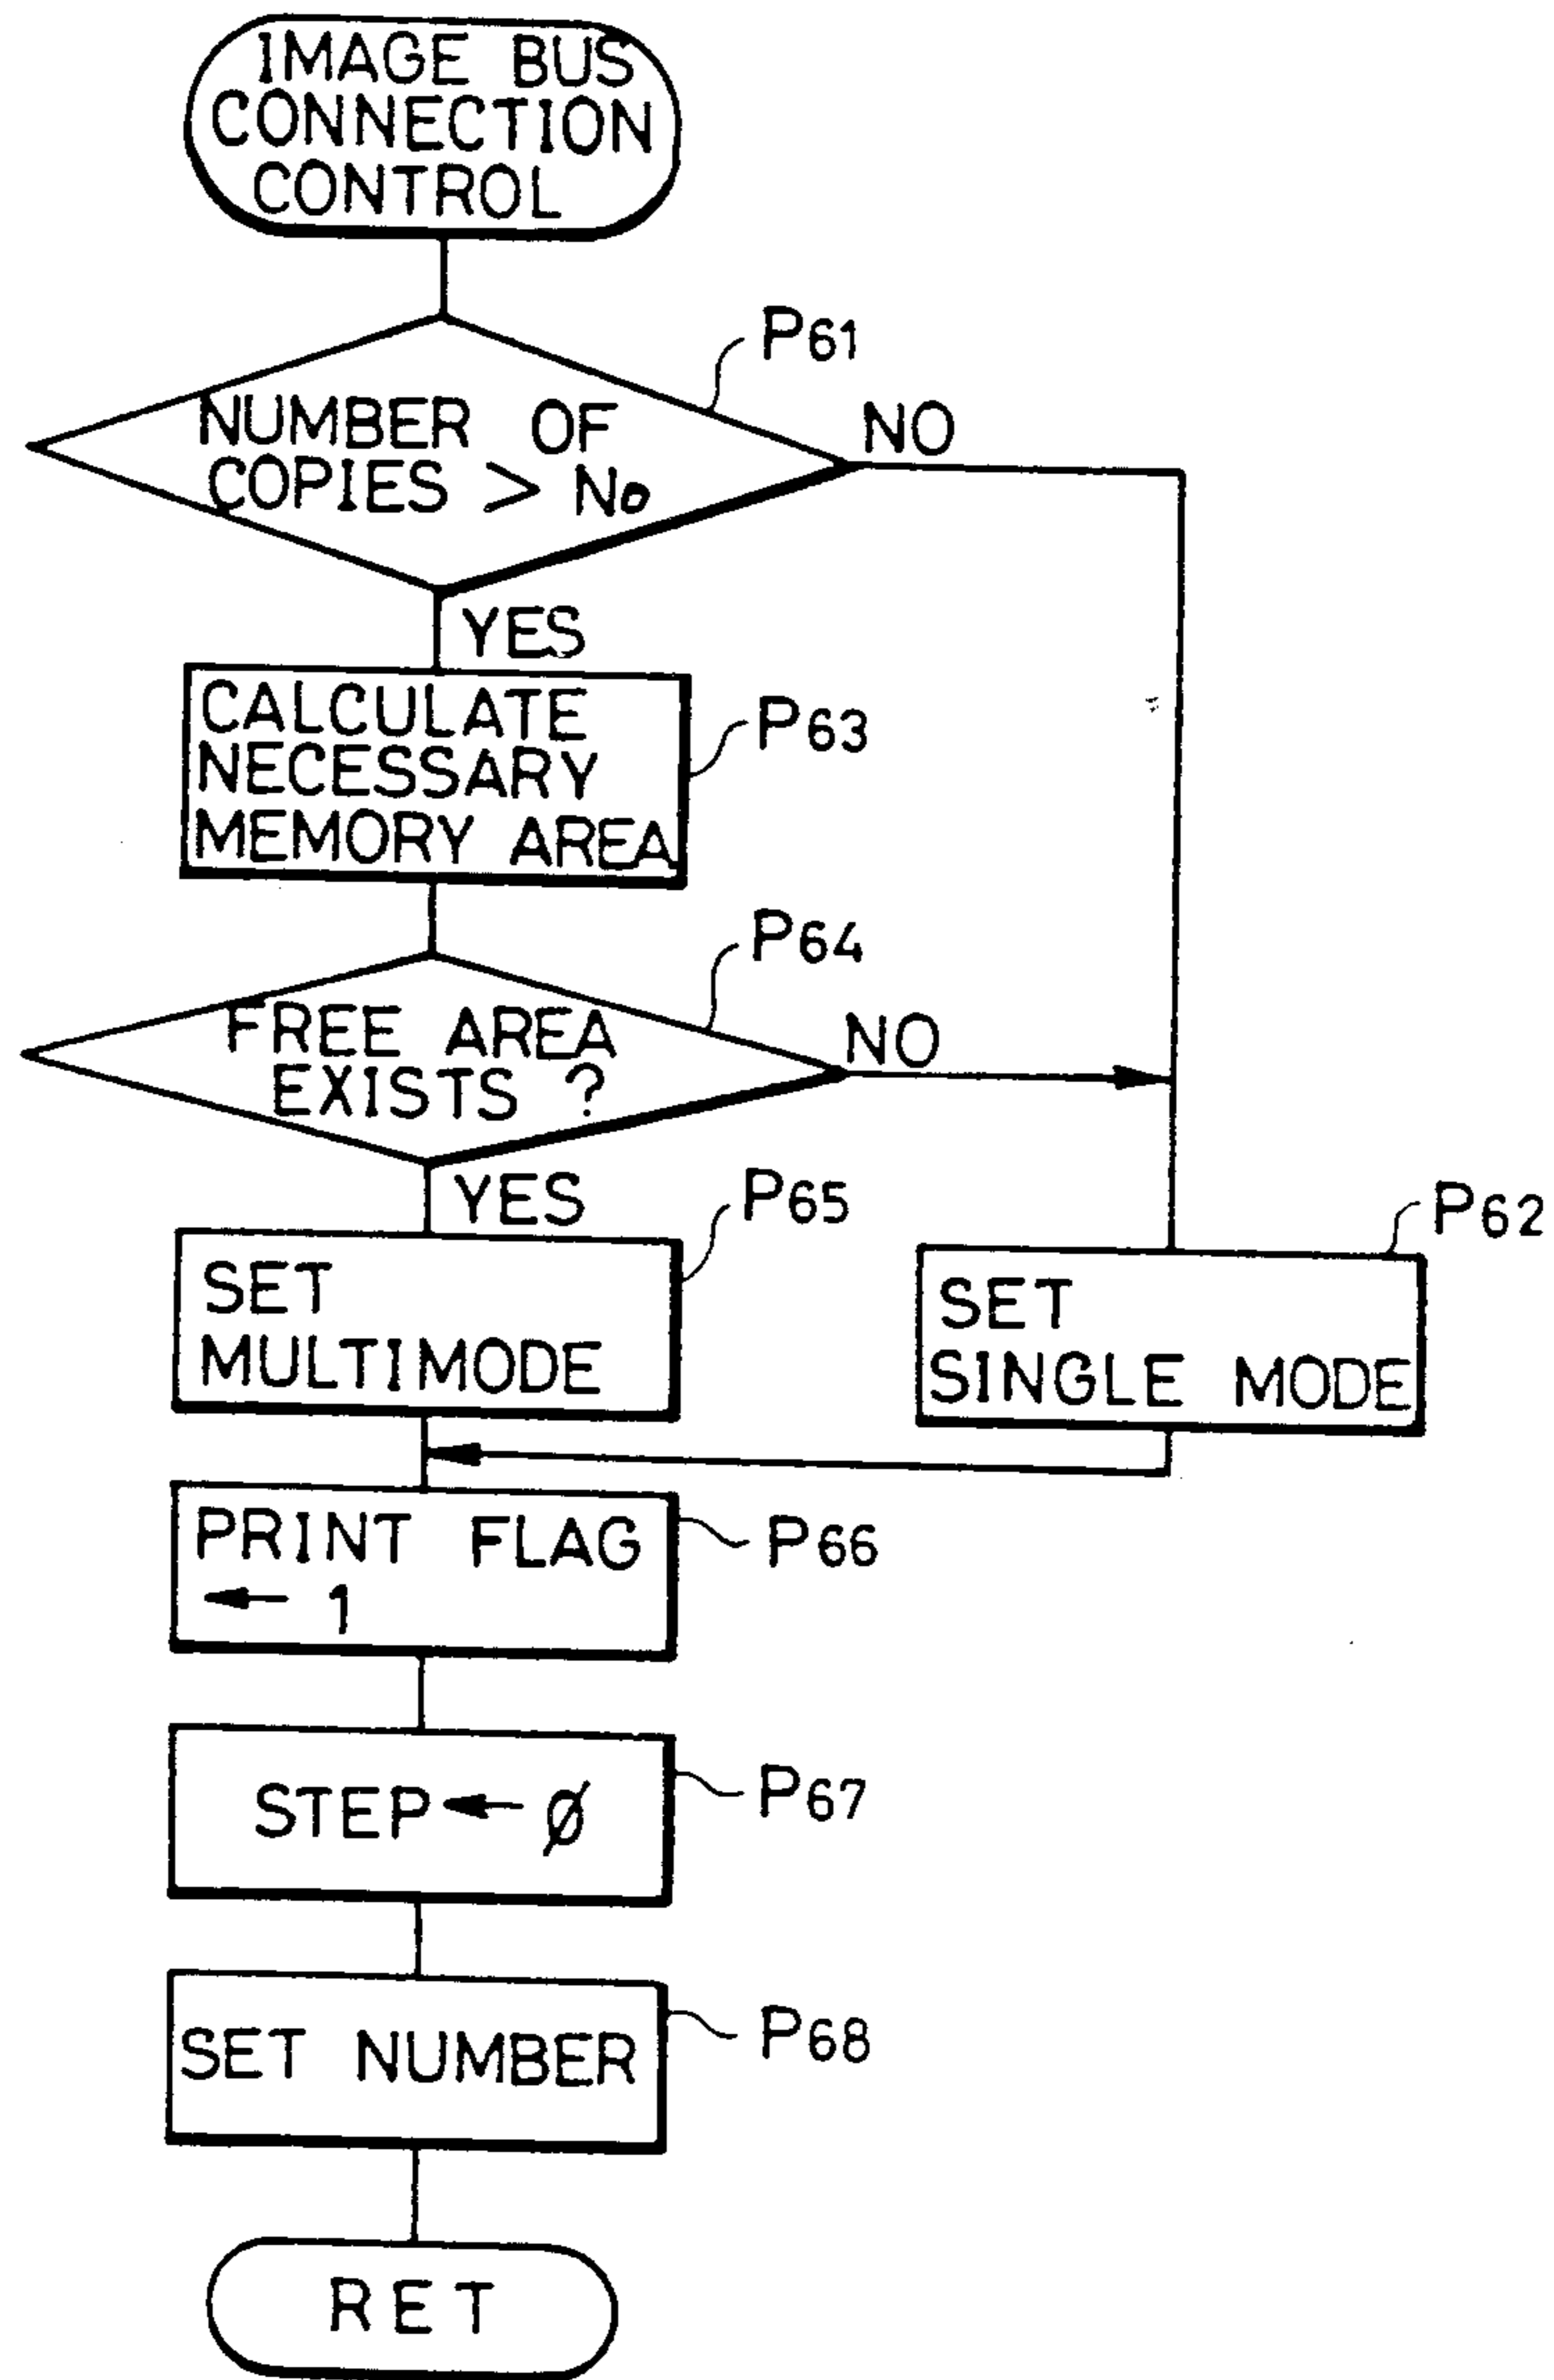 IMAGE BUS
CONNECTION
CONTROL
P61
NUMBER OF
COPIES > N0
NO
YES
CALCULATE
NECESSARY
MEMORY AREA
P63
P64
FREE AREA
EXISTS ?
NO
YES
P65
SET
MULTIMODE
P62
SET
SINGLE MODE
PRINT FLAG
← 1
P66
STEP ← Ø
P67
SET NUMBER
P68
RET